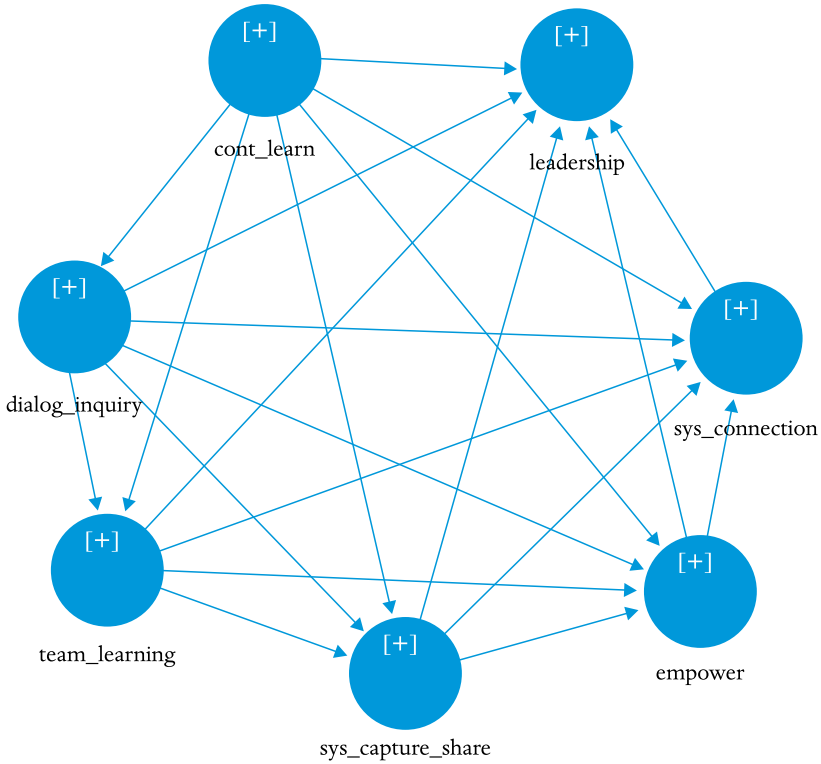 [+]
cont_learn
[+]
leadership
[+]
dialog_inquiry
[+]
sys_connection
[+]
team_learning
[+]
sys_capture_share
[+]
empower